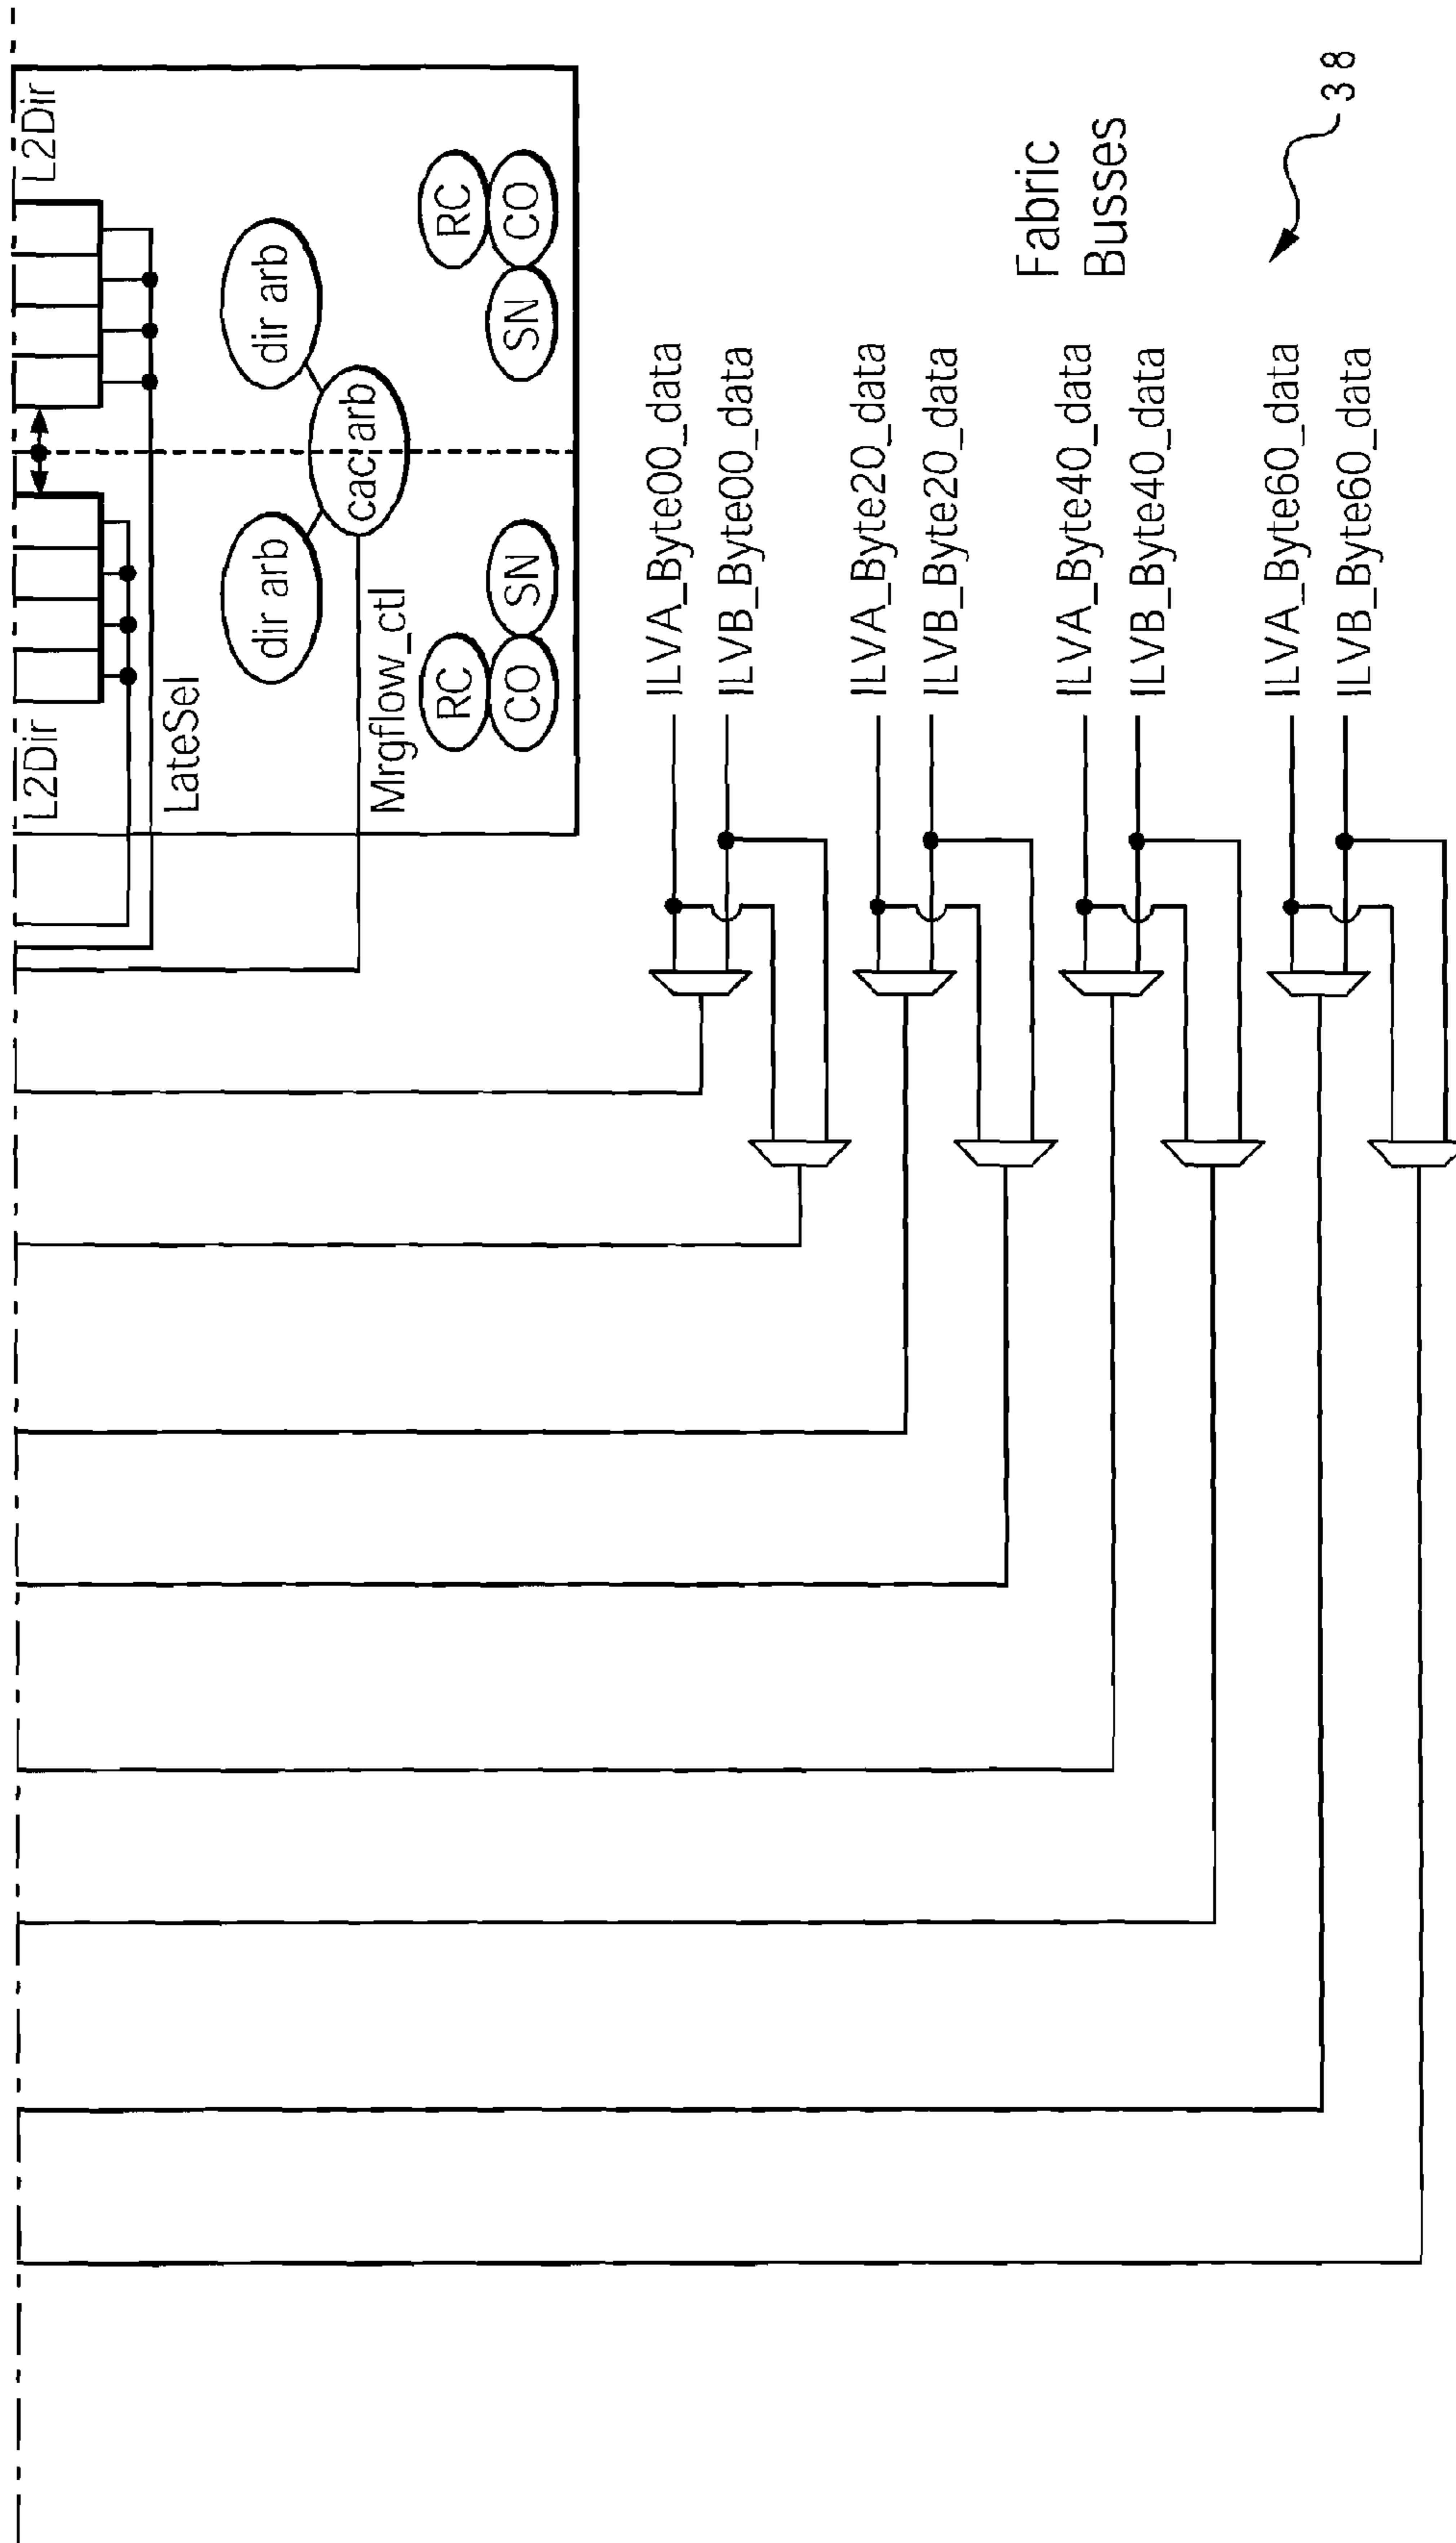 L2Dir
L2Dir
LateSel
dir arb
dir arb
cac arb
Mrgflow_ctl
RC
CO
SN
RC
CO
SN
ILVA_Byte00_data
ILVB_Byte00_data
ILVA_Byte20_data
ILVB_Byte20_data
Fabric
Busses
ILVA_Byte40_data
ILVB_Byte40_data
ILVA_Byte60_data
ILVB_Byte60_data
38